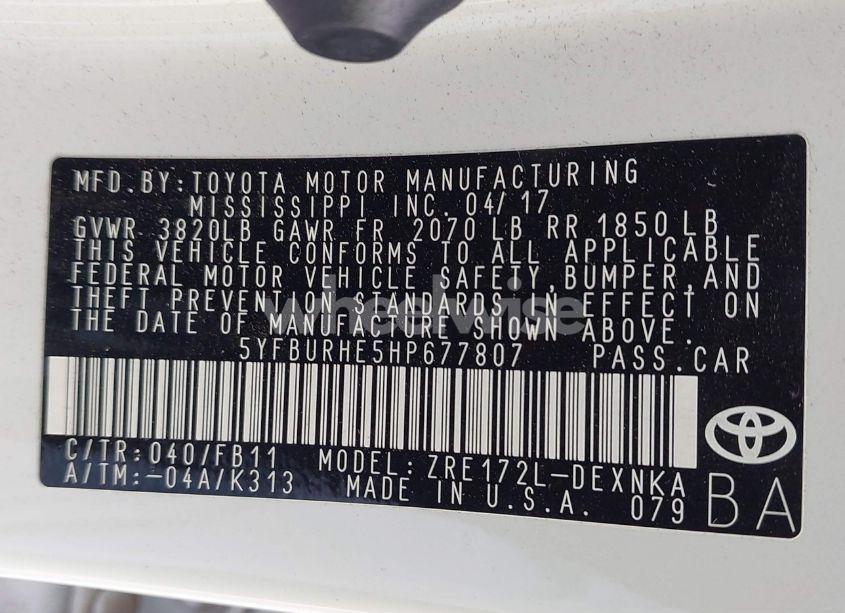 MFD.BY:TOYOTA MOTOR MANUFACTURING
MISSISSIPPI INC. 04/17
GVWR 3820LB GAWR FR 2070 LB RR 1850 LB
THIS VEHICLE CONFORMS TO ALL APPLICABLE
FEDERAL MOTOR VEHICLE SAFETY,BUMPER,AND
THEFT PREVENTION STANDARDS IN EFFECT ON
THE DATE OF MANUFACTURE SHOWN ABOVE.
wheelwise
5YFBURHE5HP677807 PASS.CAR
C/TR:040/FB11 MODEL:ZRE172L-DEXNKA
A/TM:-04A/K313 MADE IN U.S.A. 079
BA